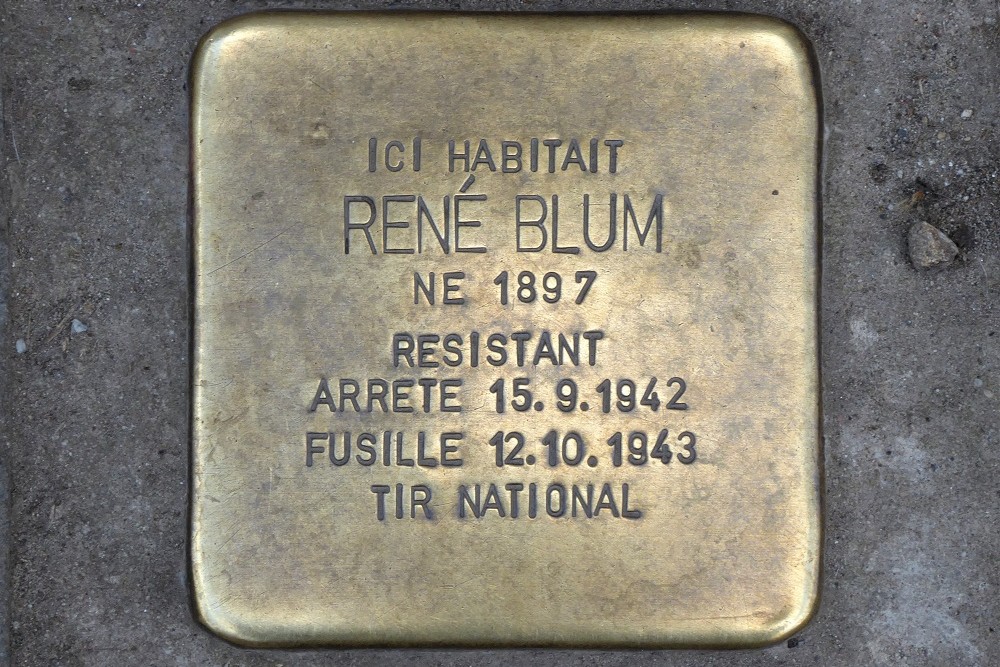 ICI HABITAIT
RENÉ BLUM
NE 1897
RESISTANT
ARRETE 15.9.1942
FUSILLE 12.10.1943
TIR NATIONAL